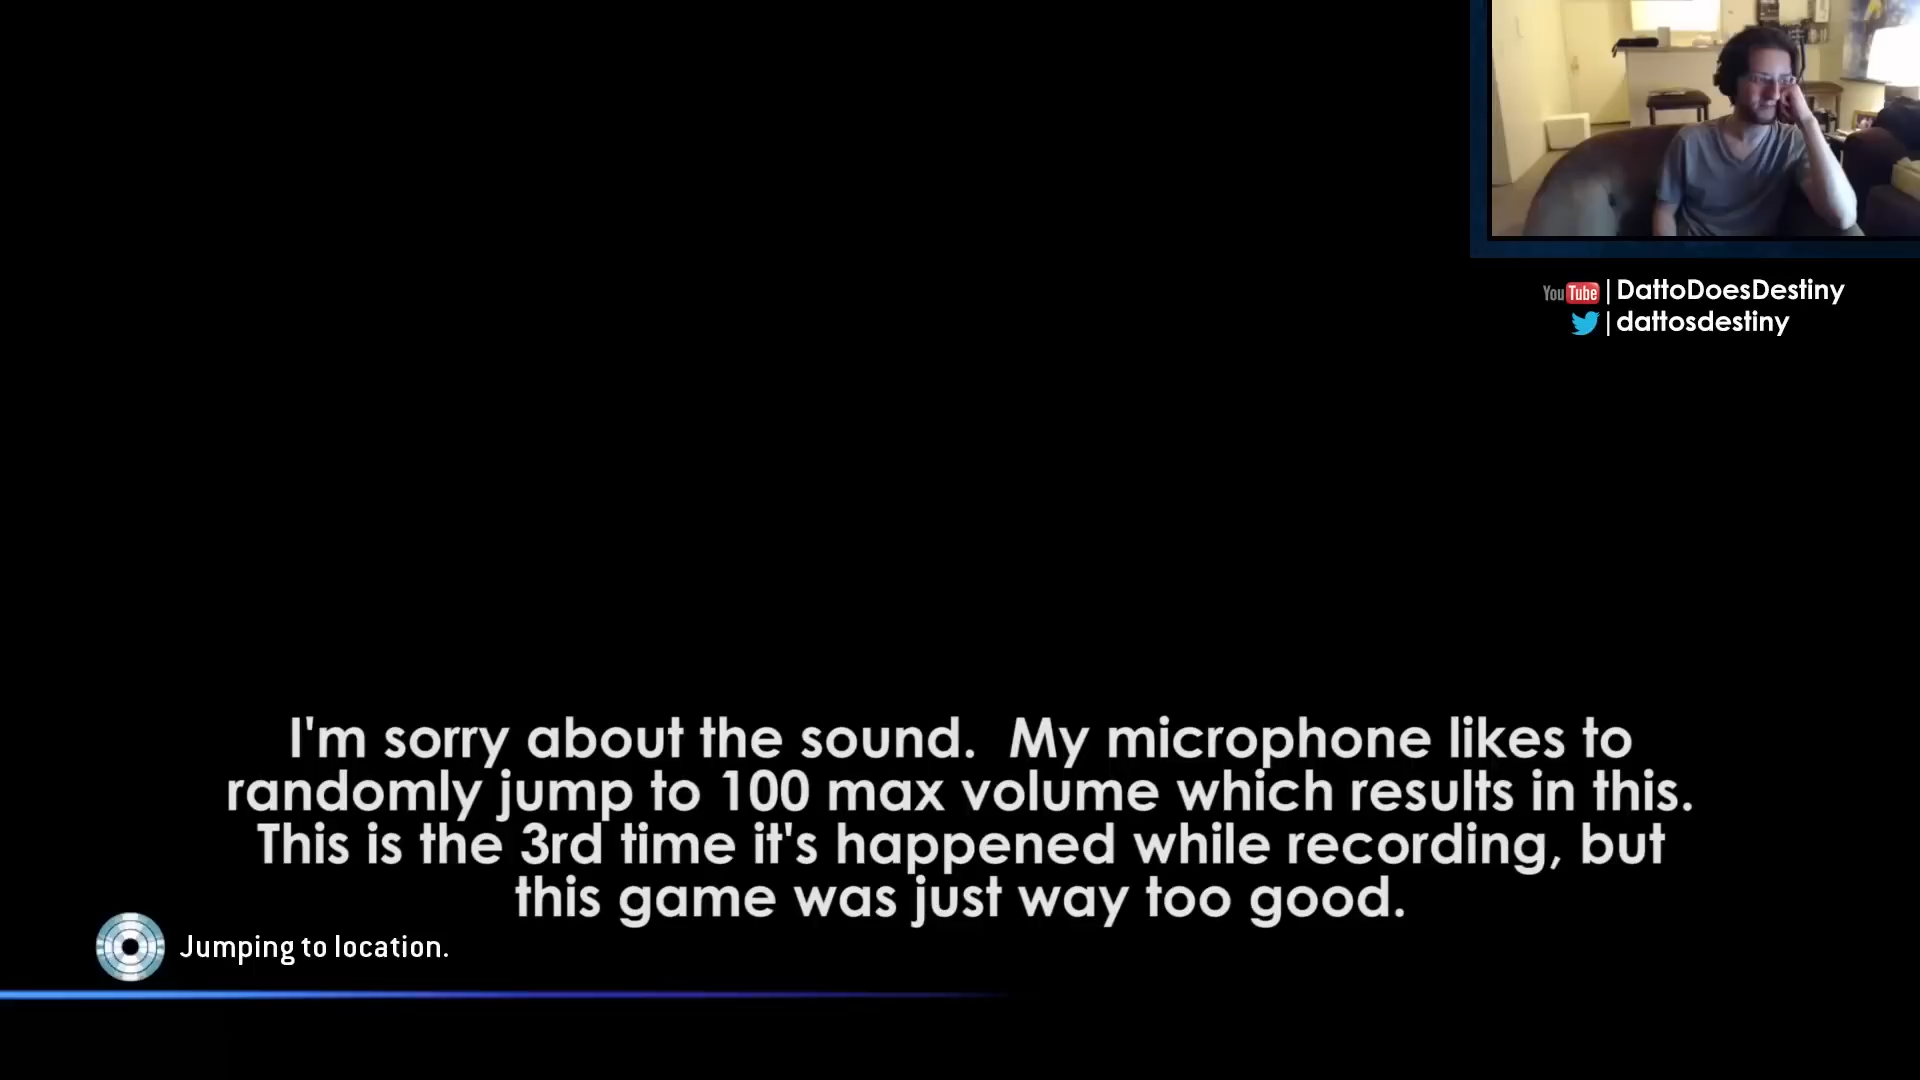 YouTube | DattoDoesDestiny
| dattosdestiny
I'm sorry about the sound.  My microphone likes to
randomly jump to 100 max volume which results in this.
This is the 3rd time it's happened while recording, but
this game was just way too good.
Jumping to location.